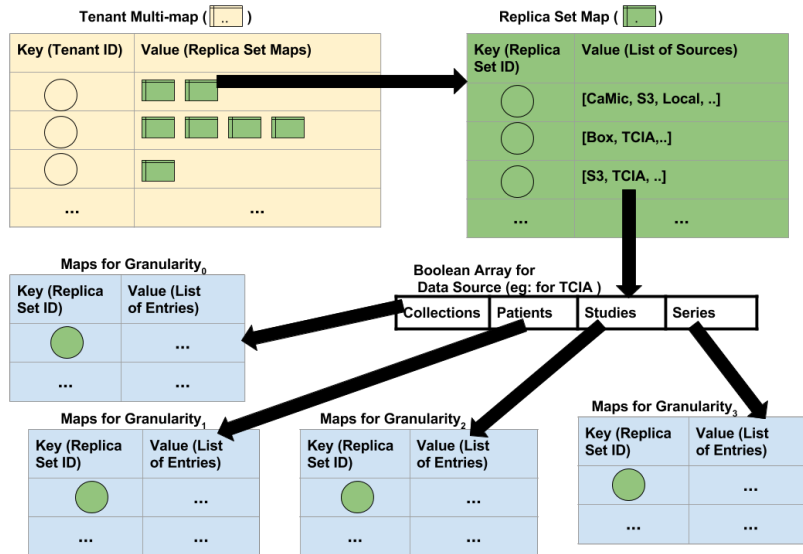 Tenant Multi-map ( .. )
Key (Tenant ID) Value (Replica Set Maps)
... ...
Replica Set Map ( . )
Key (Replica Value (List of Sources)
Set ID)
[CaMic, S3, Local, ..]
[Box, TCIA,..]
[S3, TCIA, ..]
... ...
Boolean Array for
Data Source (eg: for TCIA )
Collections Patients Studies Series
Maps for Granularity0
Key (Replica Value (List
Set ID) of Entries)
...
... ...
Maps for Granularity1
Key (Replica Value (List
Set ID) of Entries)
...
... ...
Maps for Granularity2
Key (Replica Value (List
Set ID) of Entries)
...
... ...
Maps for Granularity3
Key (Replica Value (List
Set ID) of Entries)
...
... ...